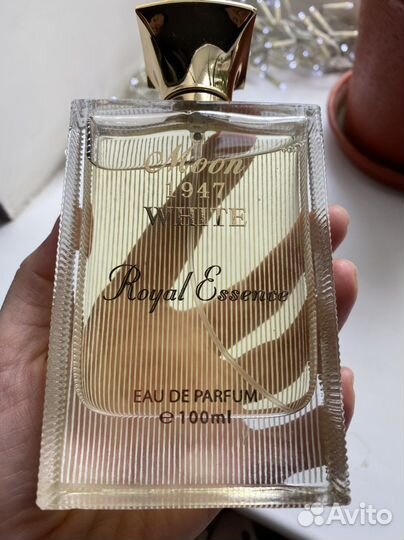 Moon
1947
WHITE
Royal Essence
EAU DE PARFUM
e 100ml
Avito